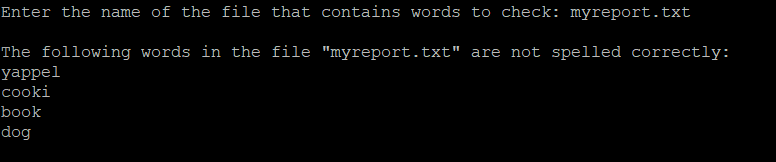 Enter the name of the file that contains words to check: myreport.txt
The following words in the file "myreport.txt" are not spelled correctly:
yappel
cooki
book
dog